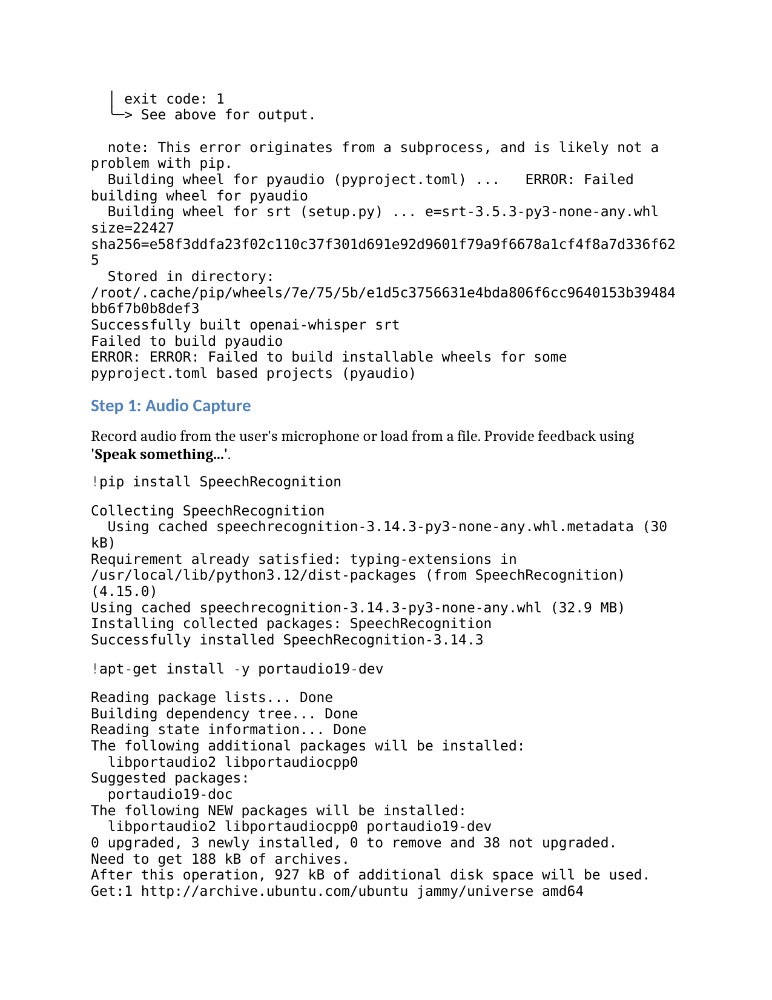 │ exit code: 1
╰─> See above for output.
note: This error originates from a subprocess, and is likely not a
problem with pip.
Building wheel for pyaudio (pyproject.toml) ... ERROR: Failed
building wheel for pyaudio
Building wheel for srt (setup.py) ... e=srt-3.5.3-py3-none-any.whl
size=22427
sha256=e58f3ddfa23f02c110c37f301d691e92d9601f79a9f6678a1cf4f8a7d336f62
5
Stored in directory:
/root/.cache/pip/wheels/7e/75/5b/e1d5c3756631e4bda806f6cc9640153b39484
bb6f7b0b8def3
Successfully built openai-whisper srt
Failed to build pyaudio
ERROR: ERROR: Failed to build installable wheels for some
pyproject.toml based projects (pyaudio)
Step 1: Audio Capture
Record audio from the user's microphone or load from a file. Provide feedback using
'Speak something...'.
!pip install SpeechRecognition
Collecting SpeechRecognition
Using cached speechrecognition-3.14.3-py3-none-any.whl.metadata (30
kB)
Requirement already satisfied: typing-extensions in
/usr/local/lib/python3.12/dist-packages (from SpeechRecognition)
(4.15.0)
Using cached speechrecognition-3.14.3-py3-none-any.whl (32.9 MB)
Installing collected packages: SpeechRecognition
Successfully installed SpeechRecognition-3.14.3
!apt-get install -y portaudio19-dev
Reading package lists... Done
Building dependency tree... Done
Reading state information... Done
The following additional packages will be installed:
libportaudio2 libportaudiocpp0
Suggested packages:
portaudio19-doc
The following NEW packages will be installed:
libportaudio2 libportaudiocpp0 portaudio19-dev
0 upgraded, 3 newly installed, 0 to remove and 38 not upgraded.
Need to get 188 kB of archives.
After this operation, 927 kB of additional disk space will be used.
Get:1 http://archive.ubuntu.com/ubuntu jammy/universe amd64